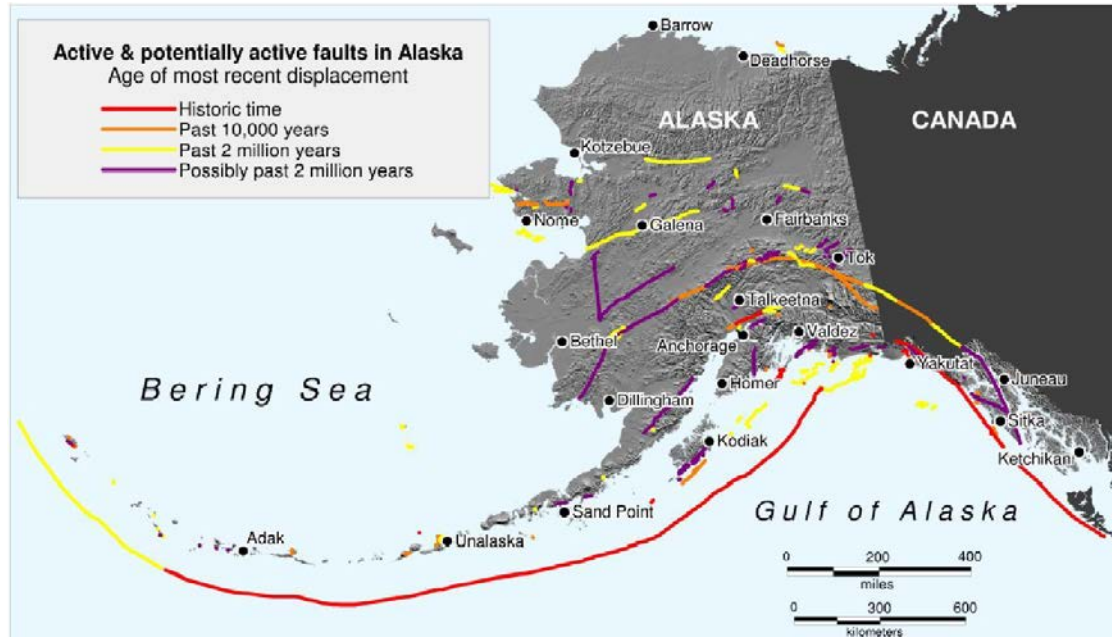 Active & potentially active faults in Alaska
Age of most recent displacement
Historic time
Past 10,000 years
Past 2 million years
Possibly past 2 million years
Barrow
Deadhorse
ALASKA
CANADA
Kotzebue
Nome
Galena
Fairbanks
Tok
Talkeetna
Bethel
Anchorage
Valdez
Yakutat
Juneau
Homer
Bering Sea
Dillingham
Sitka
Kodiak
Ketchikan
Sand Point
Gulf of Alaska
Adak
Unalaska
0 200 400
miles
0 300 600
kilometers